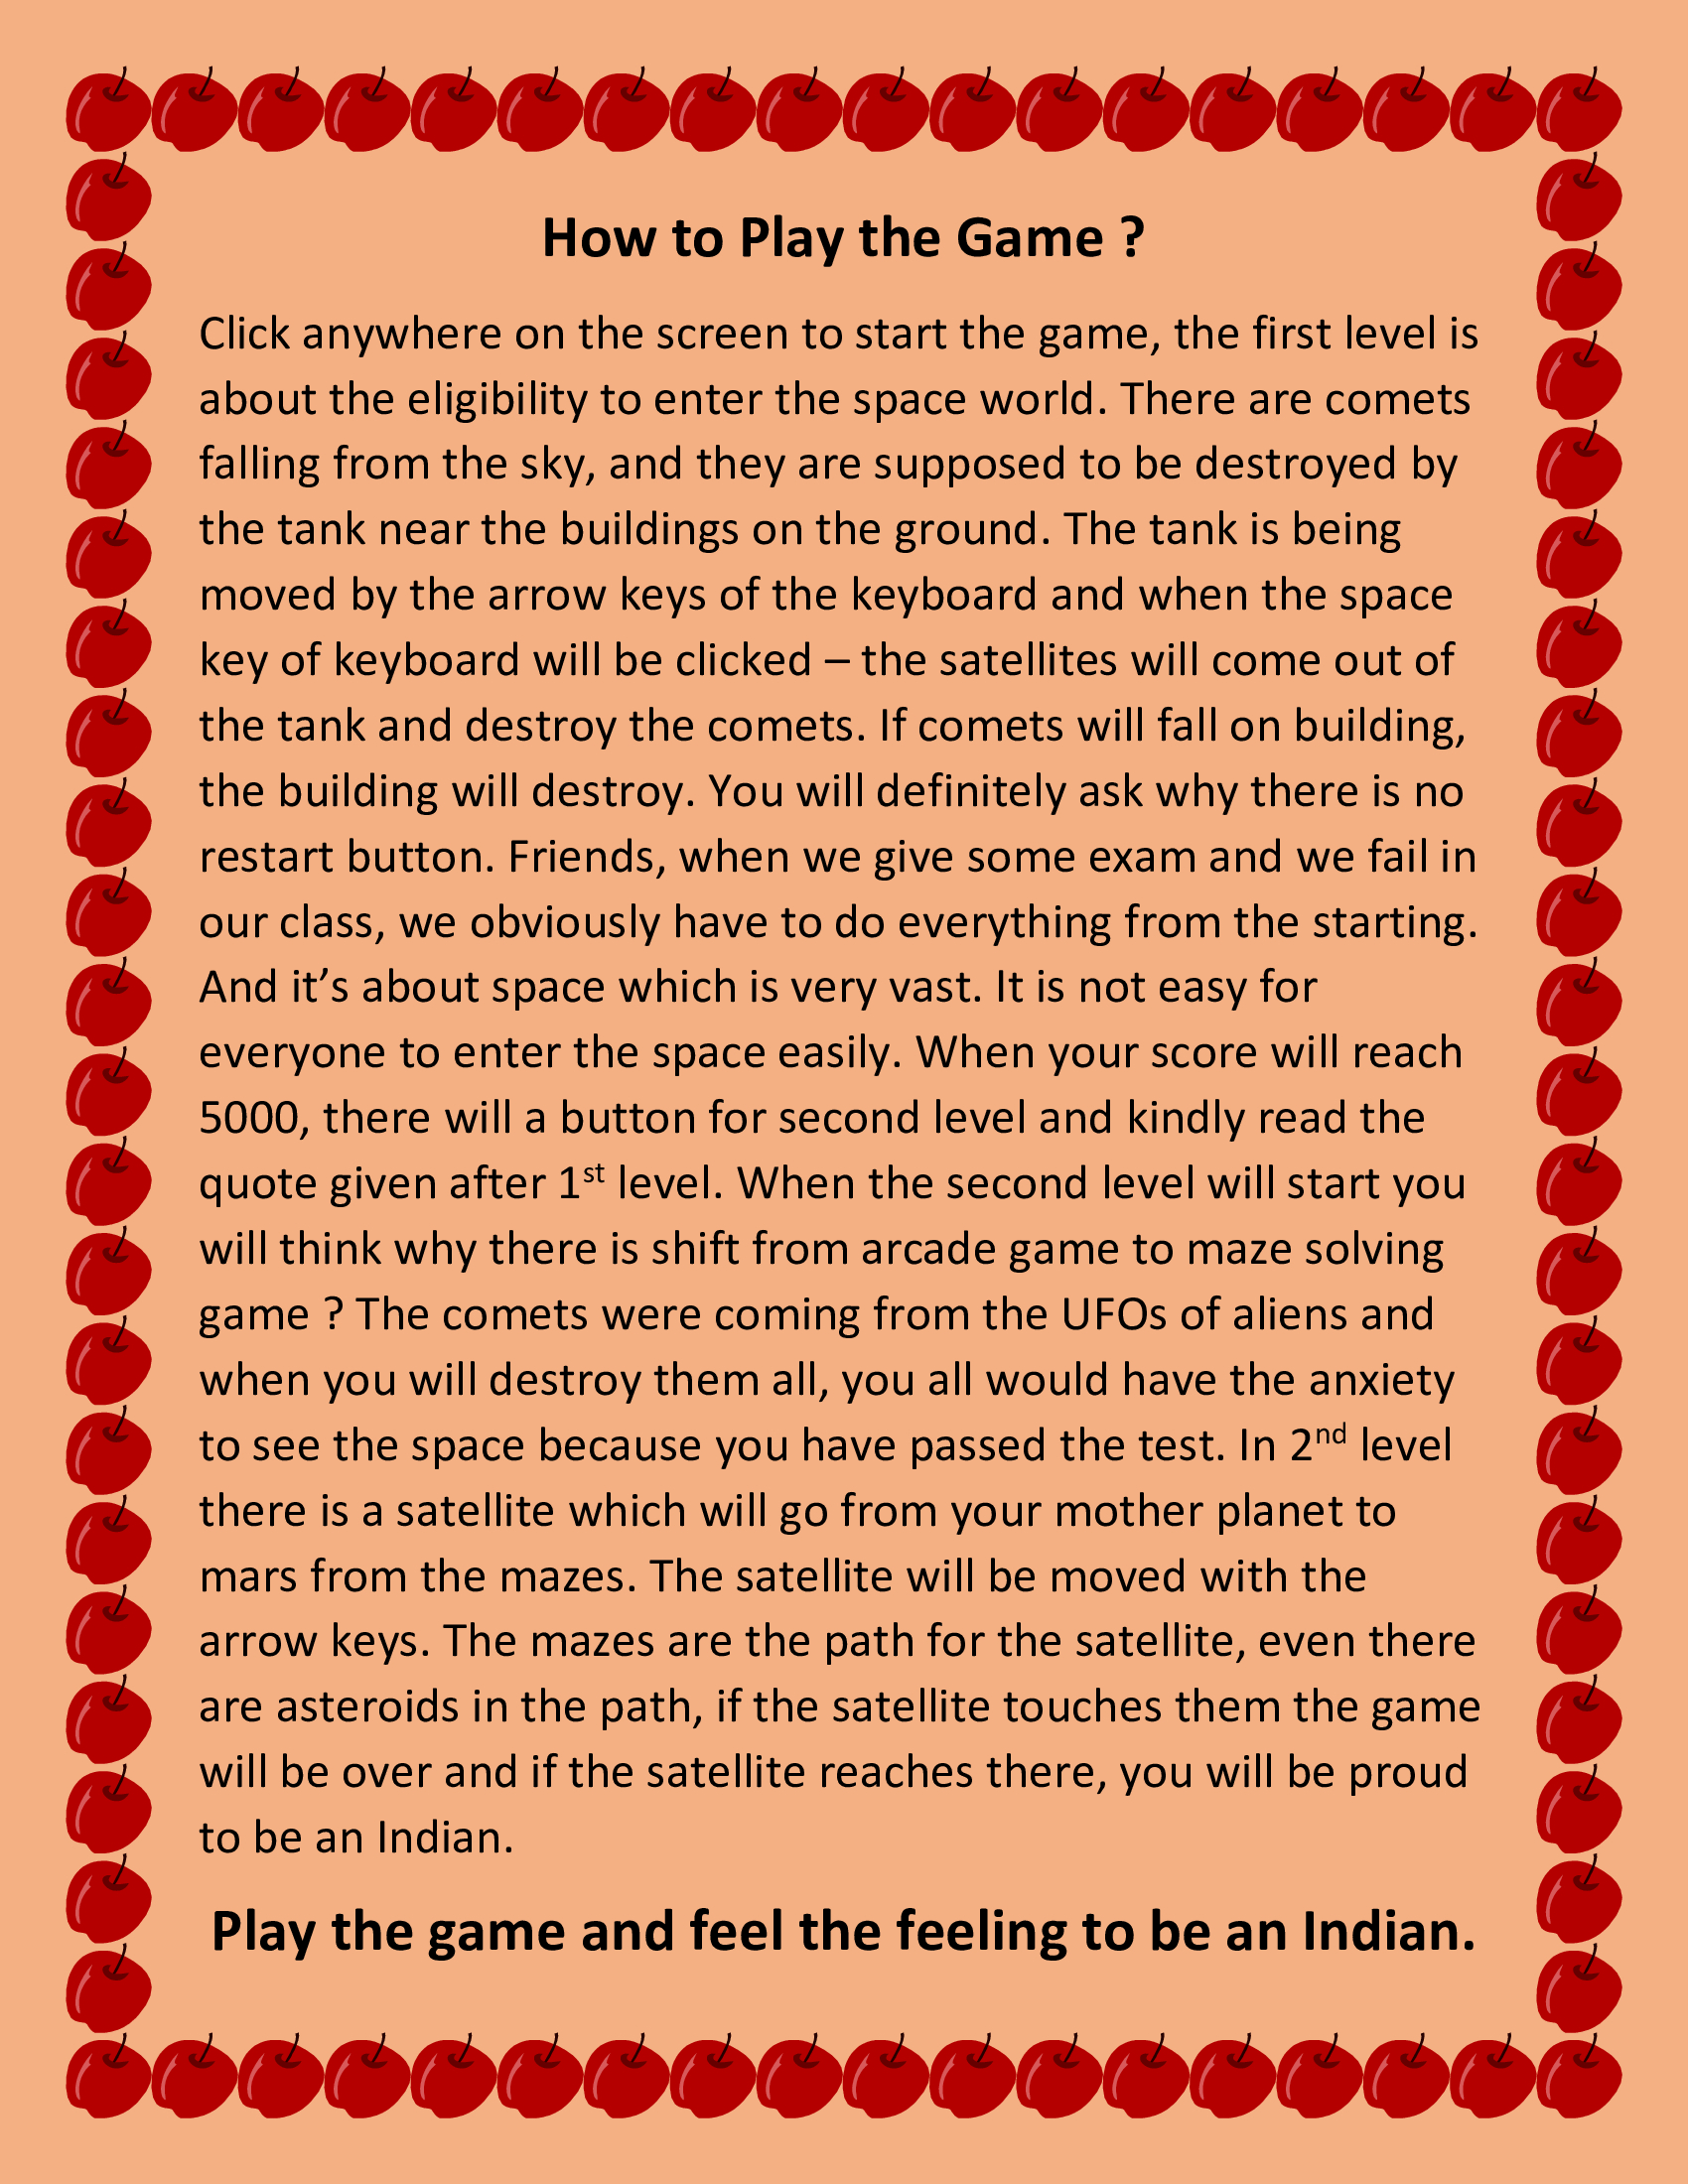 How to Play the Game ?
Click anywhere on the screen to start the game, the first level is
about the eligibility to enter the space world. There are comets
falling from the sky, and they are supposed to be destroyed by
the tank near the buildings on the ground. The tank is being
moved by the arrow keys of the keyboard and when the space
key of keyboard will be clicked – the satellites will come out of
the tank and destroy the comets. If comets will fall on building,
the building will destroy. You will definitely ask why there is no
restart button. Friends, when we give some exam and we fail in
our class, we obviously have to do everything from the starting.
And it’s about space which is very vast. It is not easy for
everyone to enter the space easily. When your score will reach
5000, there will a button for second level and kindly read the
quote given after 1st level. When the second level will start you
will think why there is shift from arcade game to maze solving
game ? The comets were coming from the UFOs of aliens and
when you will destroy them all, you all would have the anxiety
to see the space because you have passed the test. In 2nd level
there is a satellite which will go from your mother planet to
mars from the mazes. The satellite will be moved with the
arrow keys. The mazes are the path for the satellite, even there
are asteroids in the path, if the satellite touches them the game
will be over and if the satellite reaches there, you will be proud
to be an Indian.
Play the game and feel the feeling to be an Indian.